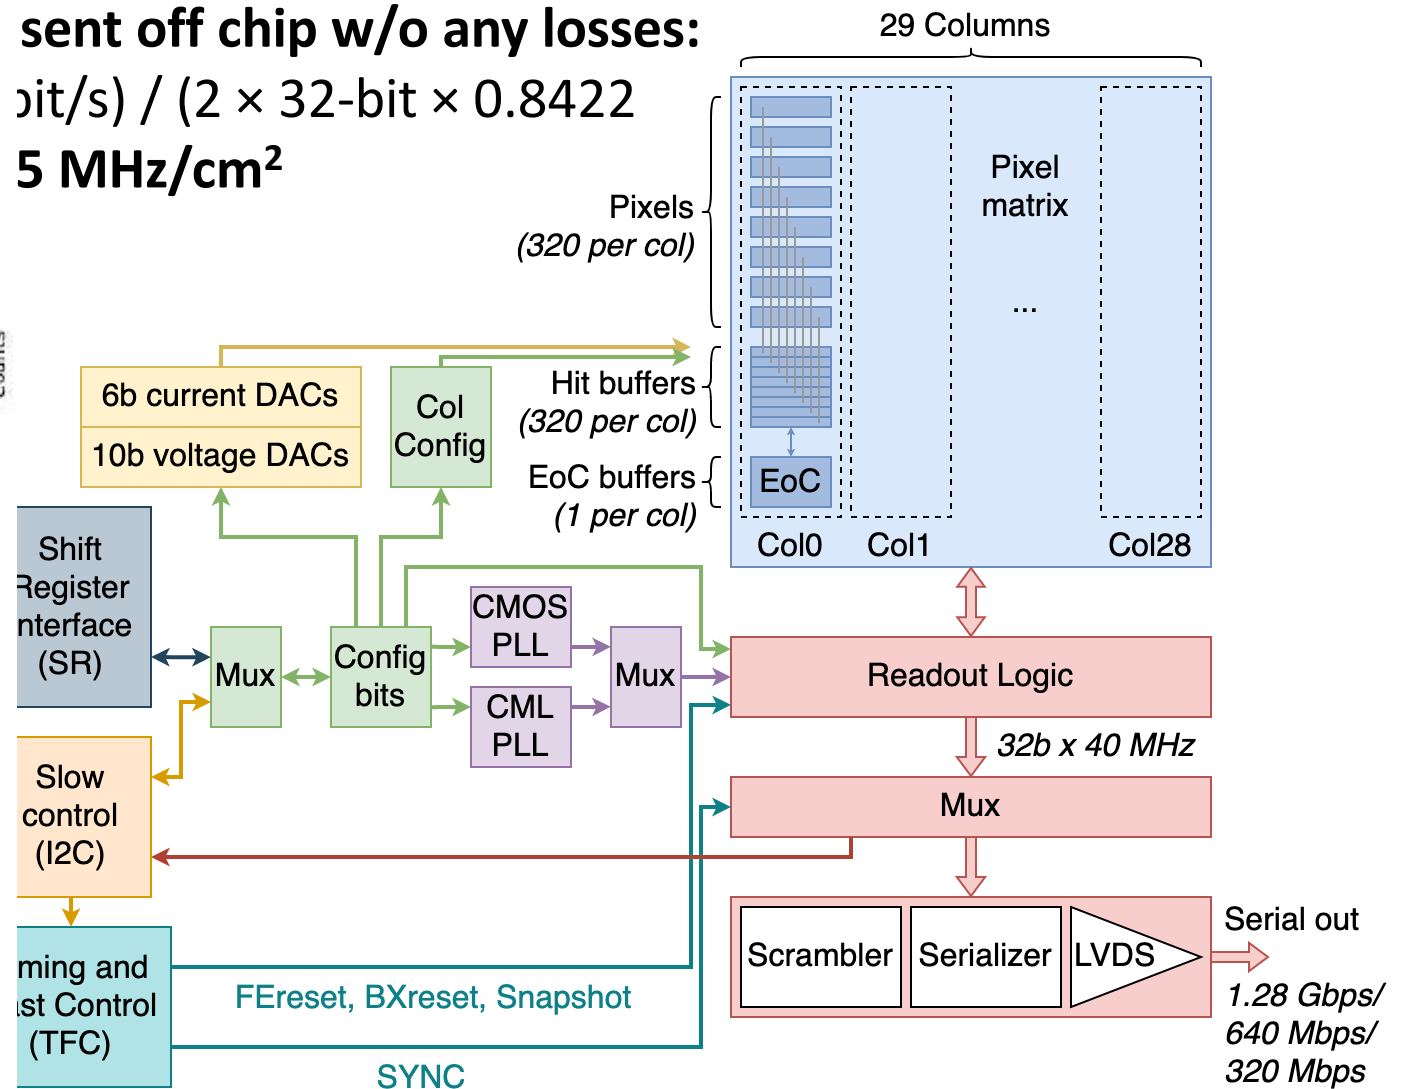 sent off chip w/o any losses:
bit/s) / (2 × 32-bit × 0.8422
5 MHz/cm²
29 Columns
Pixel
matrix
...
Pixels
(320 per col)
Hit buffers
(320 per col)
EoC buffers
(1 per col)
EoC
Col0
Col1
Col28
counts
6b current DACs
10b voltage DACs
Col
Config
Shift
Register
nterface
(SR)
Mux
Config
bits
CMOS
PLL
CML
PLL
Mux
Readout Logic
32b x 40 MHz
Mux
Slow
control
(I2C)
ming and
ast Control
(TFC)
FEreset, BXreset, Snapshot
SYNC
Scrambler
Serializer
LVDS
Serial out
1.28 Gbps/
640 Mbps/
320 Mbps